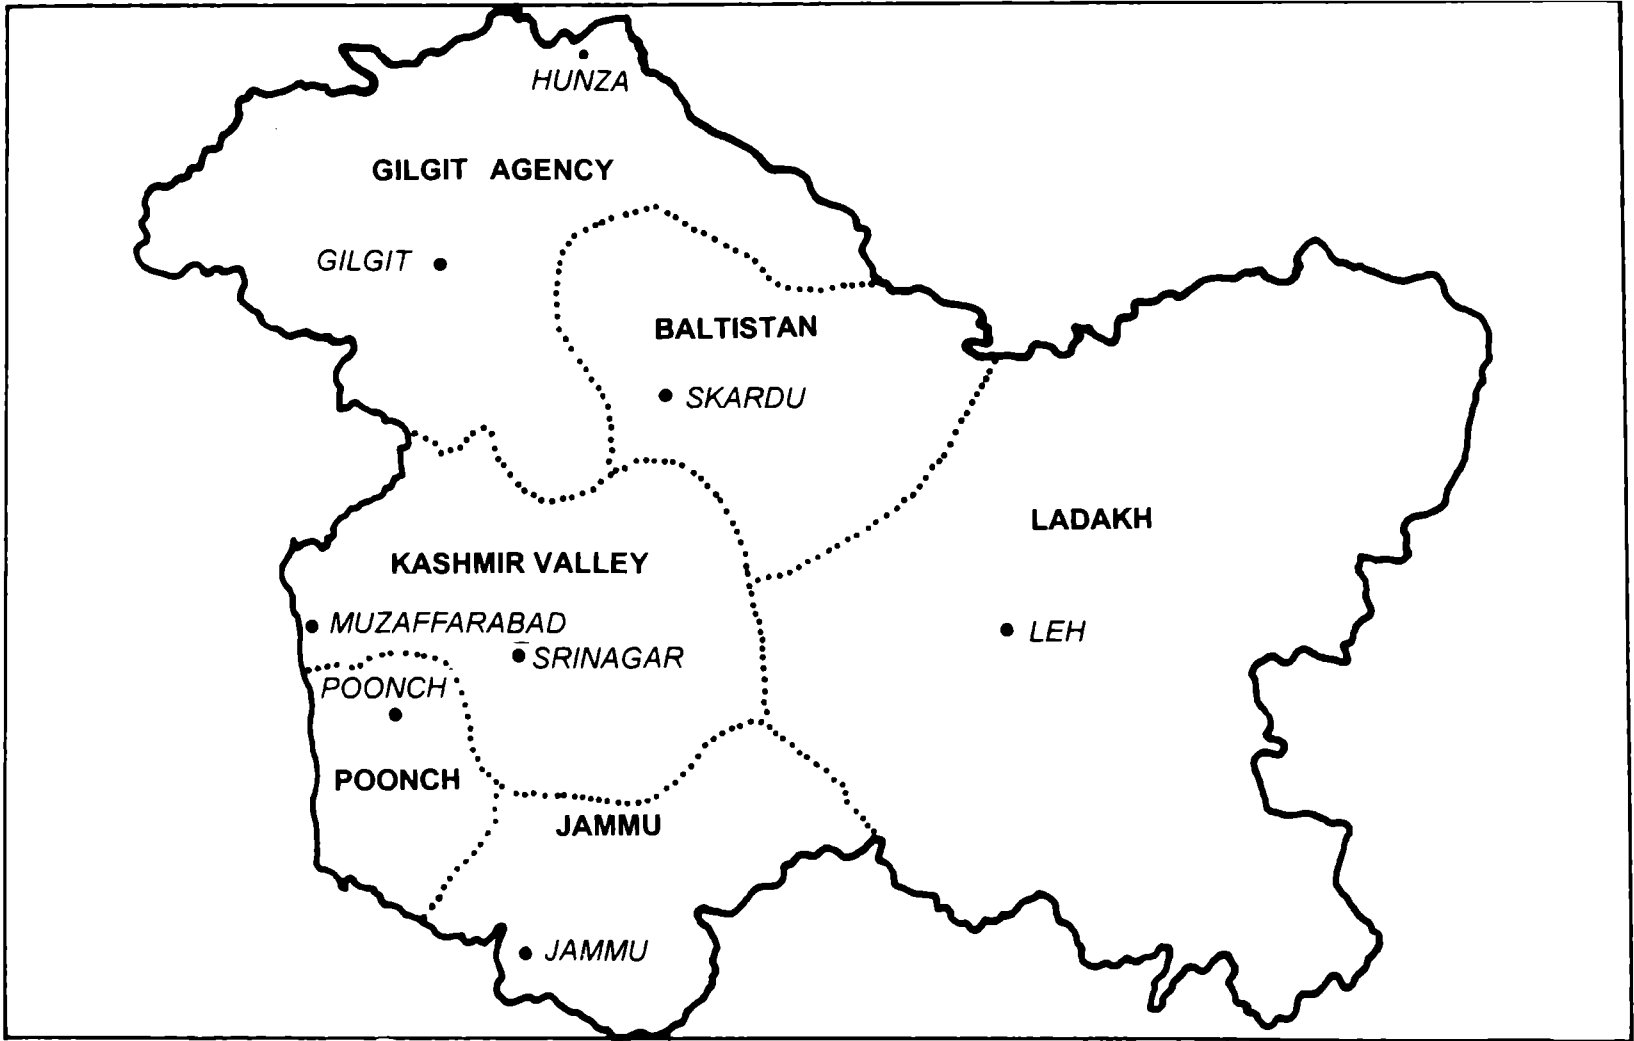 HUNZA
GILGIT AGENCY
GILGIT
BALTISTAN
SKARDU
LADAKH
KASHMIR VALLEY
MUZAFFARABAD
LEH
SRINAGAR
POONCH
POONCH
JAMMU
JAMMU